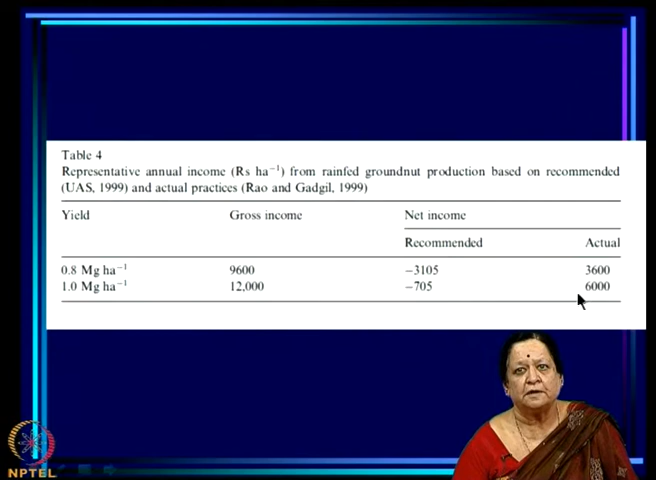 Table 4
Representative annual income (Rs ha⁻¹) from rainfed groundnut production based on recommended
(UAS, 1999) and actual practices (Rao and Gadgil, 1999)
Yield Gross income Net income
Recommended Actual
0.8 Mg ha⁻¹ 9600 −3105 3600
1.0 Mg ha⁻¹ 12,000 −705 6000
NPTEL